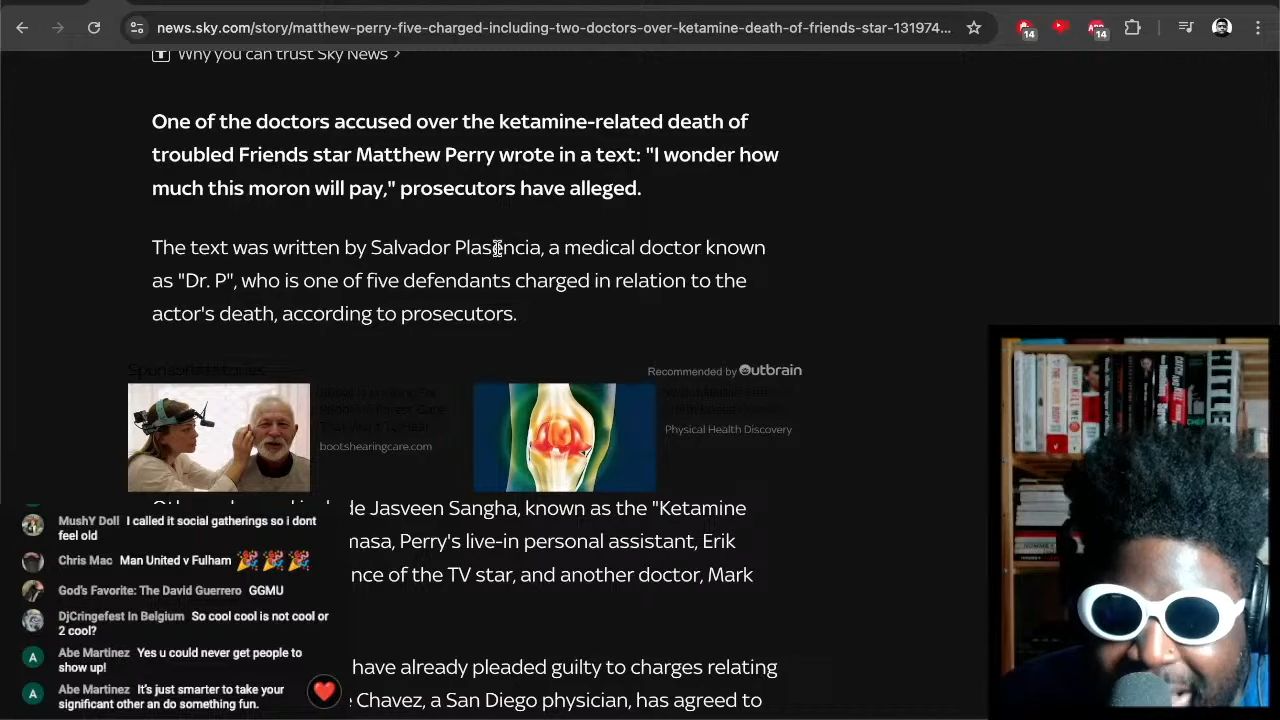 news.sky.com/story/matthew-perry-five-charged-including-two-doctors-over-ketamine-death-of-friends-star-131974...
14
14
Why you can trust Sky News >
One of the doctors accused over the ketamine-related death of
troubled Friends star Matthew Perry wrote in a text: "I wonder how
much this moron will pay," prosecutors have alleged.
The text was written by Salvador Plasencia, a medical doctor known
as "Dr. P", who is one of five defendants charged in relation to the
actor's death, according to prosecutors.
Recommended by Outbrain
bootshearingcare.com
Physical Health Discovery
de Jasveen Sangha, known as the "Ketamine
masa, Perry's live-in personal assistant, Erik
nce of the TV star, and another doctor, Mark
have already pleaded guilty to charges relating
Chavez, a San Diego physician, has agreed to
MushY Doll I called it social gatherings so i dont
feel old
Chris Mac Man United v Fulham 🎉🎉🎉
God's Favorite: The David Guerrero GGMU
DjCringefest In Belgium So cool cool is not cool or
2 cool?
A
Abe Martinez Yes u could never get people to
show up!
A
Abe Martinez It's just smarter to take your
significant other an do something fun.
HITLER